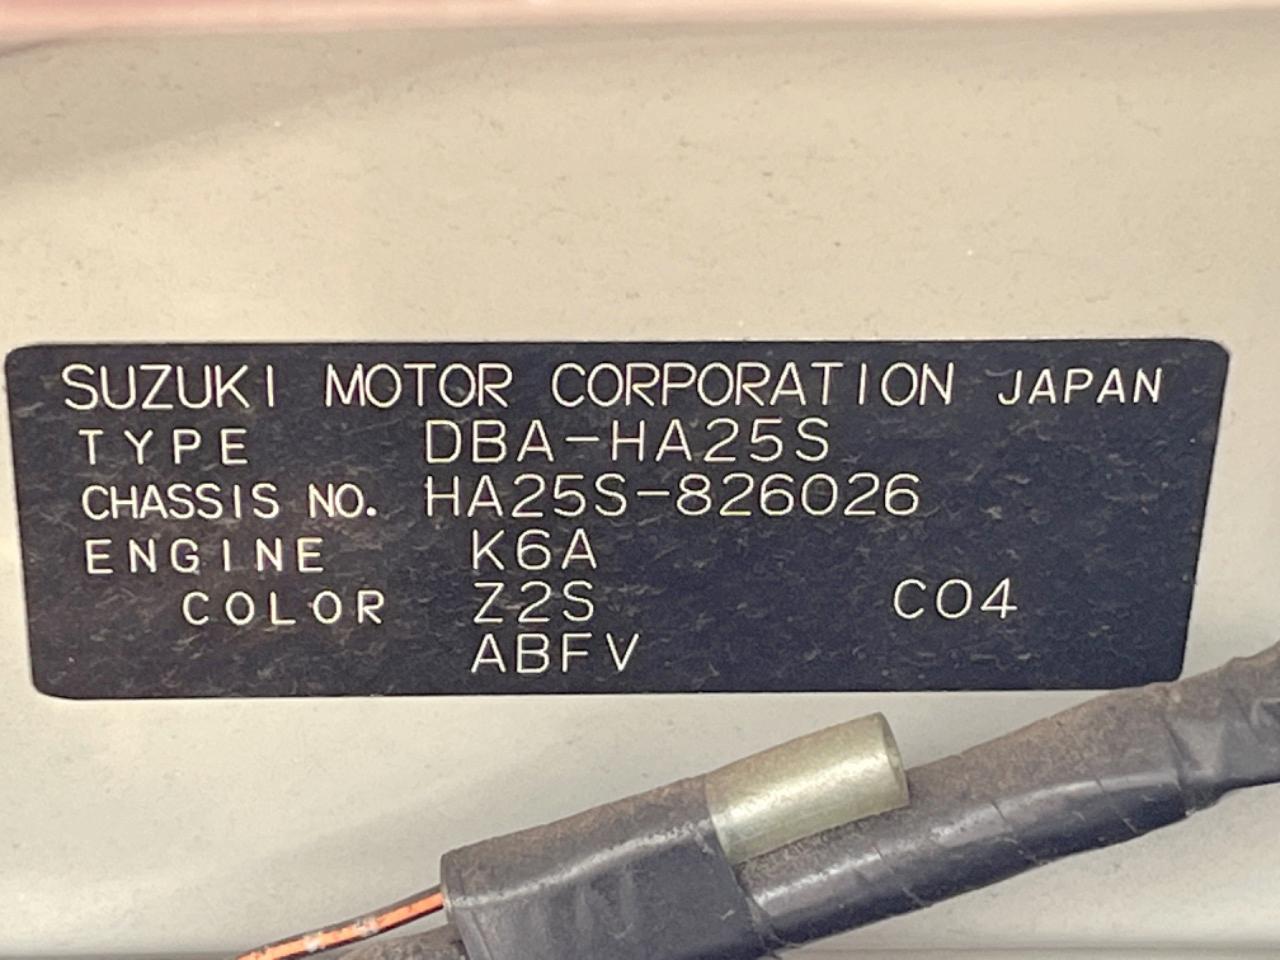 SUZUKI MOTOR CORPORATION JAPAN
TYPE DBA-HA25S
CHASSIS NO. HA25S-826026
ENGINE K6A
COLOR Z2S C04
ABFV